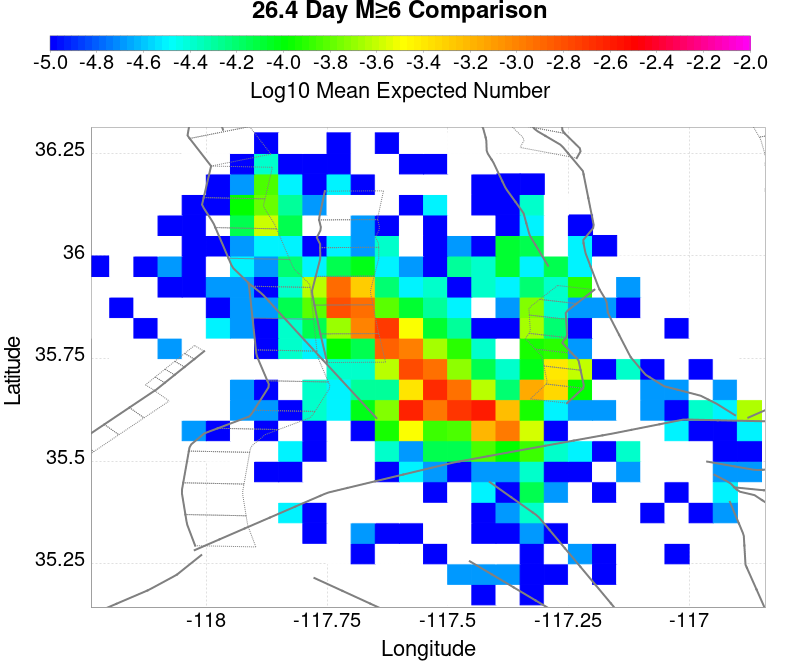 26.4 Day M≥6 Comparison
-5.0 -4.8 -4.6 -4.4 -4.2 -4.0 -3.8 -3.6 -3.4 -3.2 -3.0 -2.8 -2.6 -2.4 -2.2 -2.0
Log10 Mean Expected Number
36.25
36
35.75
35.5
35.25
Latitude
-118 -117.75 -117.5 -117.25 -117
Longitude